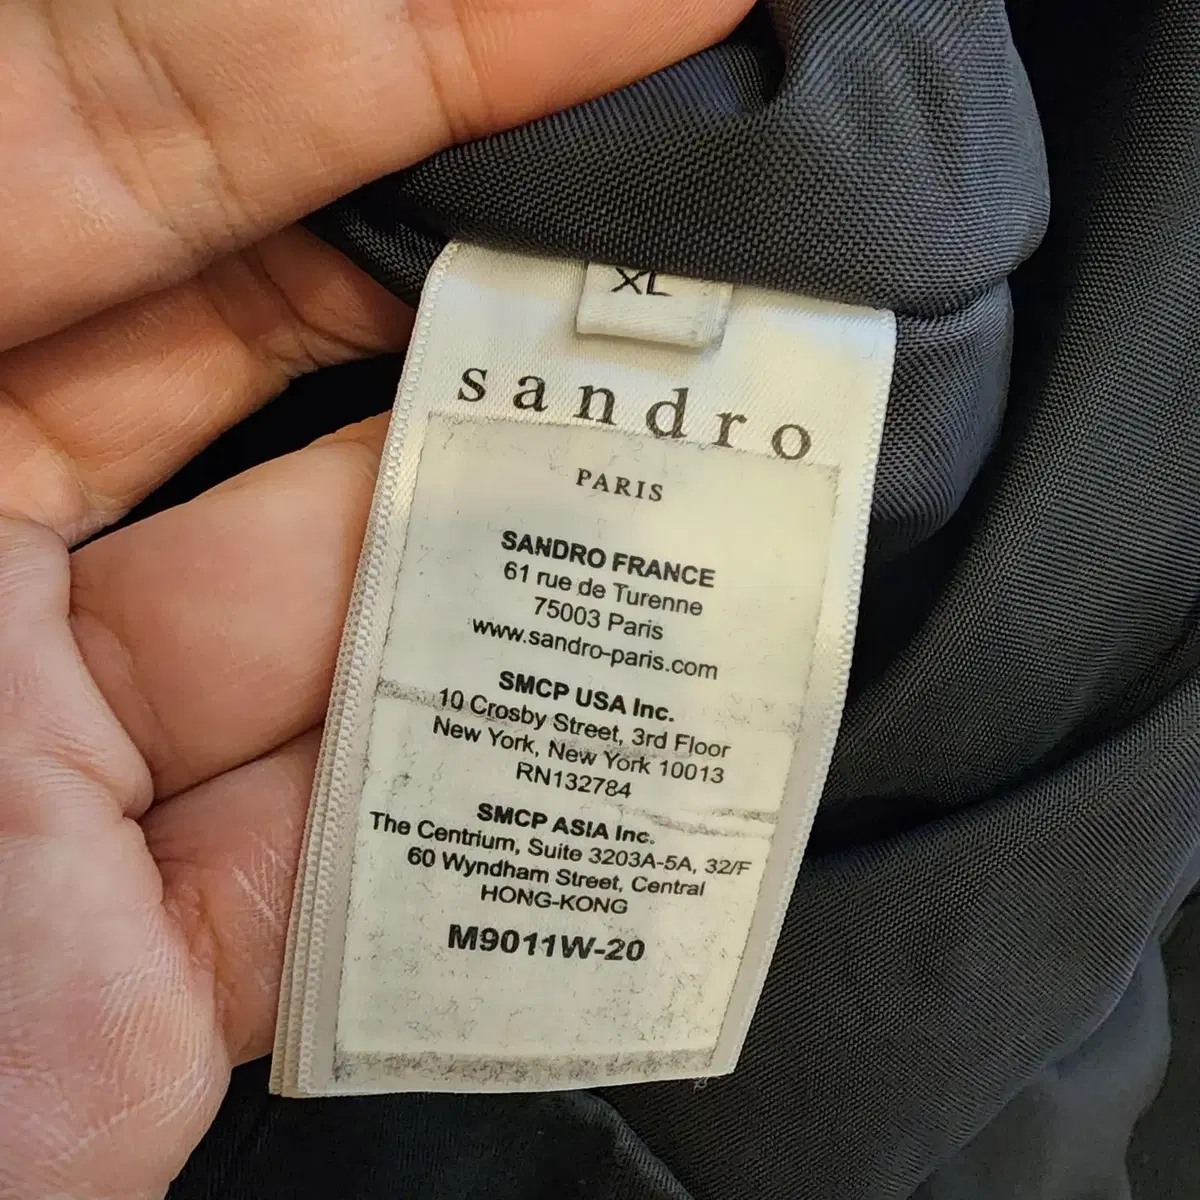 XL
sandro
PARIS
SANDRO FRANCE
61 rue de Turenne
75003 Paris
www.sandro-paris.com
SMCP USA Inc.
10 Crosby Street, 3rd Floor
New York, New York 10013
RN132784
SMCP ASIA Inc.
The Centrium, Suite 3203A-5A, 32/F
60 Wyndham Street, Central
HONG-KONG
M9011W-20